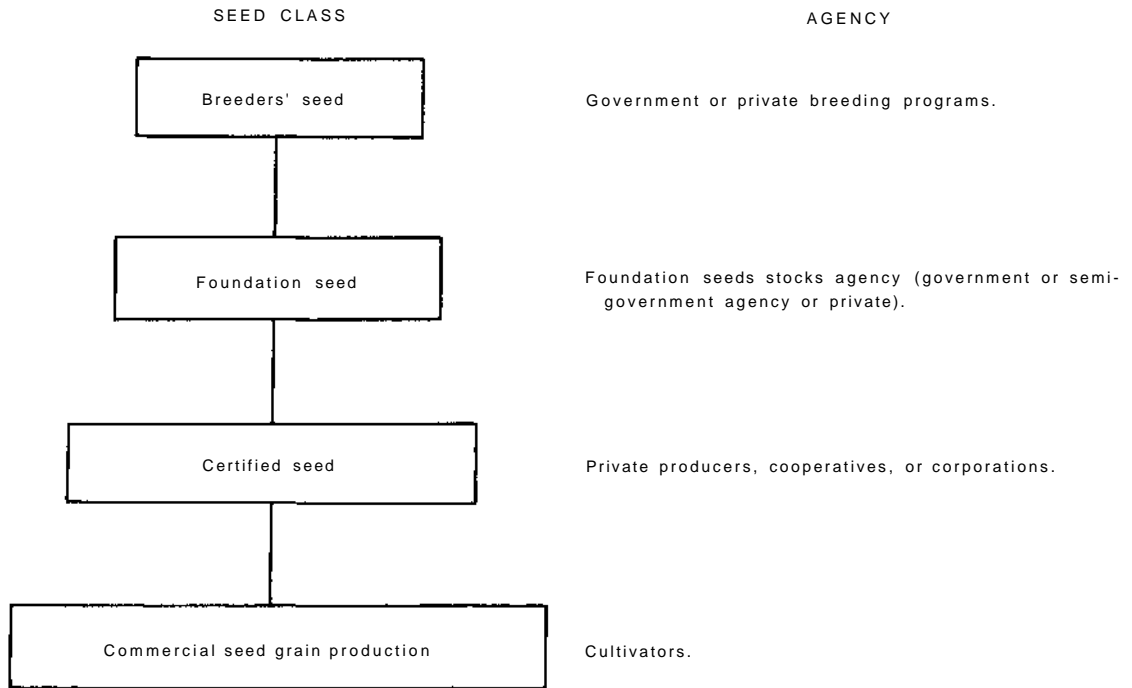 SEED CLASS
AGENCY
Breeders' seed
Government or private breeding programs.
Foundation seed
Foundation seeds stocks agency (government or semi-
government agency or private).
Certified seed
Private producers, cooperatives, or corporations.
Commercial seed grain production
Cultivators.